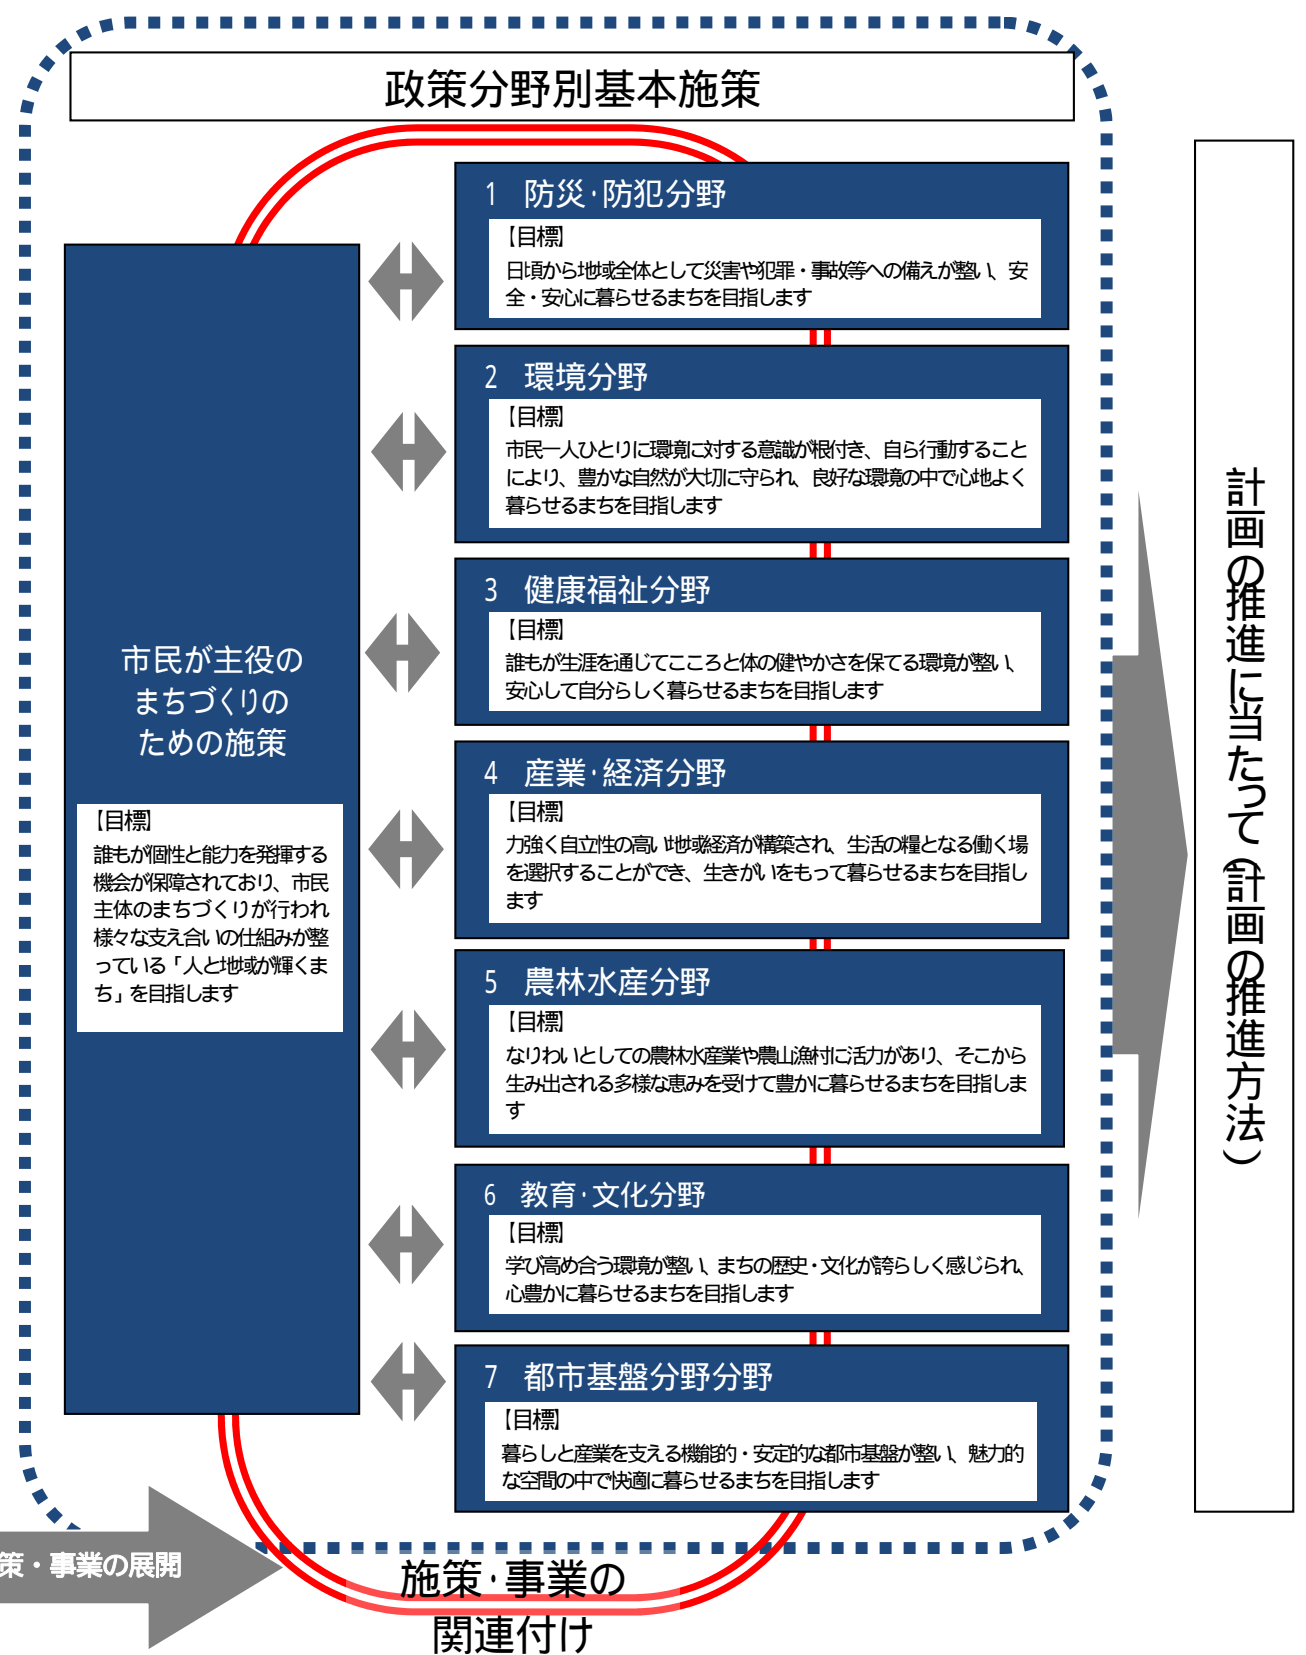 政策分野別基本施策
市民が主役の
まちづくりの
ための施策
【目標】
誰もが個性と能力を発揮する
機会が保障されており、市民
主体のまちづくりが行われ
様々な支え合いの仕組みが整
っている「人と地域が輝くま
ち」を目指します
1 防災・防犯分野
【目標】
日頃から地域全体として災害や犯罪・事故等への備えが整い、安
全・安心に暮らせるまちを目指します
2 環境分野
【目標】
市民一人ひとりに環境に対する意識が根付き、自ら行動すること
により、豊かな自然が大切に守られ、良好な環境の中で心地よく
暮らせるまちを目指します
3 健康福祉分野
【目標】
誰もが生涯を通じてこころと体の健やかさを保てる環境が整い、
安心して自分らしく暮らせるまちを目指します
4 産業・経済分野
【目標】
力強く自立性の高い地域経済が構築され、生活の糧となる働く場
を選択することができ、生きがいをもって暮らせるまちを目指し
ます
5 農林水産分野
【目標】
なりわいとしての農林水産業や農山漁村に活力があり、そこから
生み出される多様な恵みを受けて豊かに暮らせるまちを目指しま
す
6 教育・文化分野
【目標】
学び高め合う環境が整い、まちの歴史・文化が誇らしく感じられ、
心豊かに暮らせるまちを目指します
7 都市基盤分野分野
【目標】
暮らしと産業を支える機能的・安定的な都市基盤が整い、魅力的
な空間の中で快適に暮らせるまちを目指します
策・事業の展開
施策・事業の
関連付け
計画の推進に当たって(計画の推進方法)